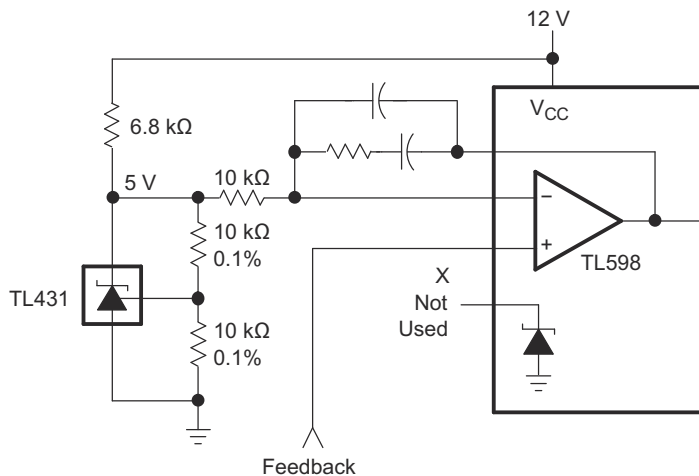 12 V
6.8 kΩ
V_CC
5 V
10 kΩ
−
10 kΩ
0.1%
+
TL598
TL431
X
Not
Used
10 kΩ
0.1%
Feedback